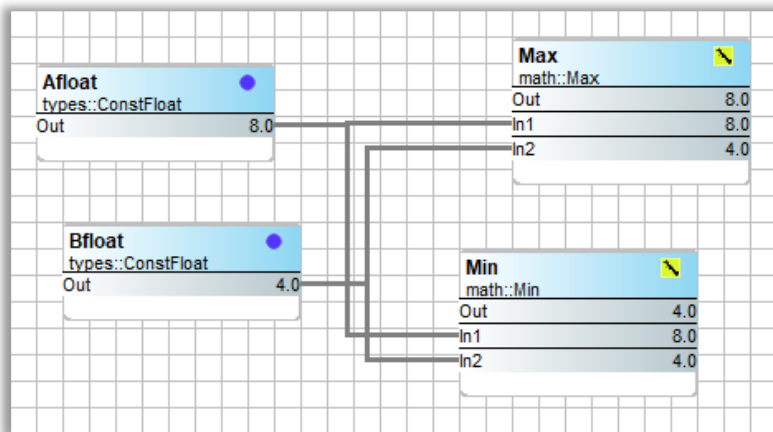 Afloat
types::ConstFloat
Out 8.0
Bfloat
types::ConstFloat
Out 4.0
Max
math::Max
Out 8.0
In1 8.0
In2 4.0
Min
math::Min
Out 4.0
In1 8.0
In2 4.0